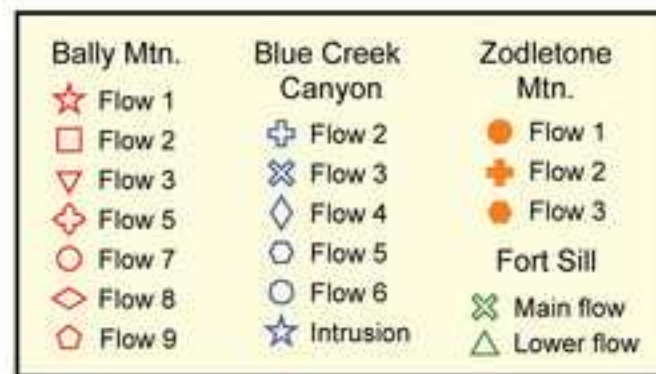 Bally Mtn.
Flow 1
Flow 2
Flow 3
Flow 5
Flow 7
Flow 8
Flow 9
Blue Creek
Canyon
Flow 2
Flow 3
Flow 4
Flow 5
Flow 6
Intrusion
Zodletone
Mtn.
Flow 1
Flow 2
Flow 3
Fort Sill
Main flow
Lower flow